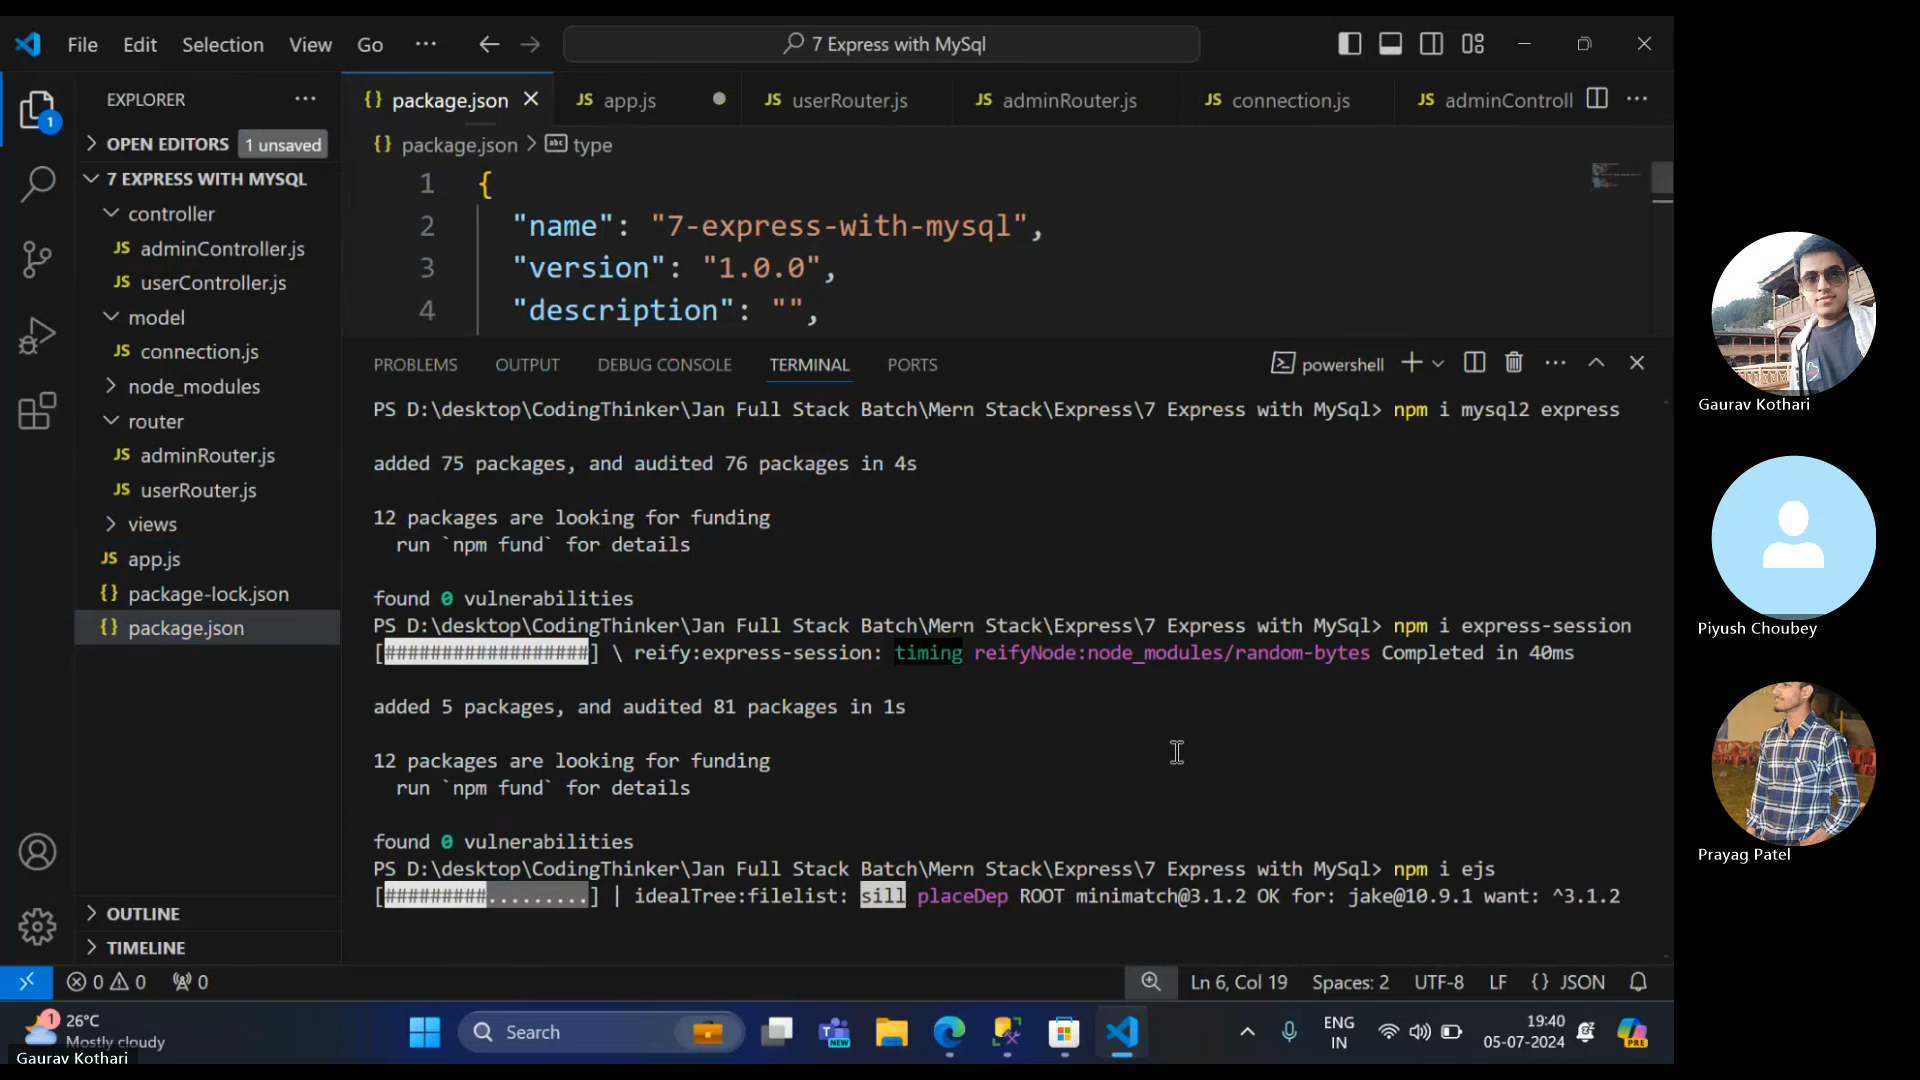 File Edit Selection View Go ··· 7 Express with MySql
EXPLORER ···
OPEN EDITORS 1 unsaved
7 EXPRESS WITH MYSQL
controller
JS adminController.js
JS userController.js
model
JS connection.js
node_modules
router
JS adminRouter.js
JS userRouter.js
views
JS app.js
{} package-lock.json
{} package.json
OUTLINE
TIMELINE
1
{} package.json JS app.js JS userRouter.js JS adminRouter.js JS connection.js JS adminControll ···
{} package.json > abc type
1 {
2 "name": "7-express-with-mysql",
3 "version": "1.0.0",
4 "description": "",
PROBLEMS OUTPUT DEBUG CONSOLE TERMINAL PORTS powershell
PS D:\desktop\CodingThinker\Jan Full Stack Batch\Mern Stack\Express\7 Express with MySql> npm i mysql2 express
added 75 packages, and audited 76 packages in 4s
12 packages are looking for funding
run `npm fund` for details
found 0 vulnerabilities
PS D:\desktop\CodingThinker\Jan Full Stack Batch\Mern Stack\Express\7 Express with MySql> npm i express-session
[##################] \ reify:express-session: timing reifyNode:node_modules/random-bytes Completed in 40ms
added 5 packages, and audited 81 packages in 1s
12 packages are looking for funding
run `npm fund` for details
found 0 vulnerabilities
PS D:\desktop\CodingThinker\Jan Full Stack Batch\Mern Stack\Express\7 Express with MySql> npm i ejs
[#########.........] | idealTree:filelist: sill placeDep ROOT minimatch@3.1.2 OK for: jake@10.9.1 want: ^3.1.2
0 0 0 Ln 6, Col 19 Spaces: 2 UTF-8 LF {} JSON
1
26°C
Mostly cloudy
Search
NEW
ENG
IN
19:40
05-07-2024
PRE
Gaurav Kothari
Gaurav Kothari
Piyush Choubey
Prayag Patel